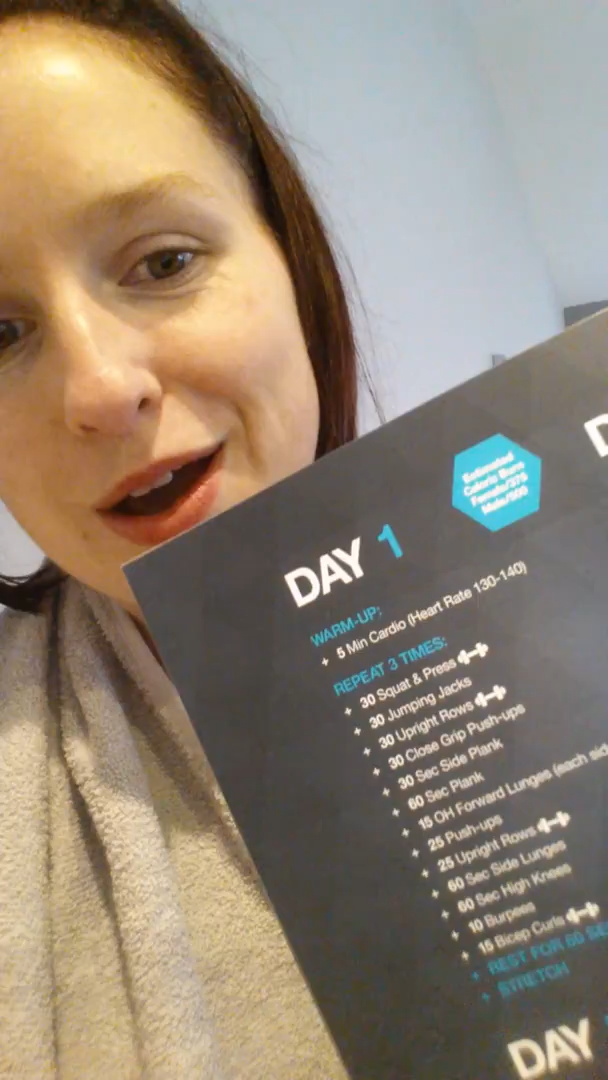 Estimated
Caloric Burn
Female/375
Male/500
DAY 1
WARM-UP:
+ 5 Min Cardio (Heart Rate 130-140)
REPEAT 3 TIMES:
+ 30 Squat & Press
+ 30 Jumping Jacks
+ 30 Upright Rows
+ 30 Close Grip Push-ups
+ 30 Sec Side Plank
+ 60 Sec Plank
+ 15 OH Forward Lunges (each
+ 25 Push-ups
+ 25 Upright Rows
+ 60 Sec Side Lunges
+ 60 Sec High Knees
+ 10 Burpees
+ 15 Bicep Curls
+ REST FOR 60
+ STRETCH
DAY